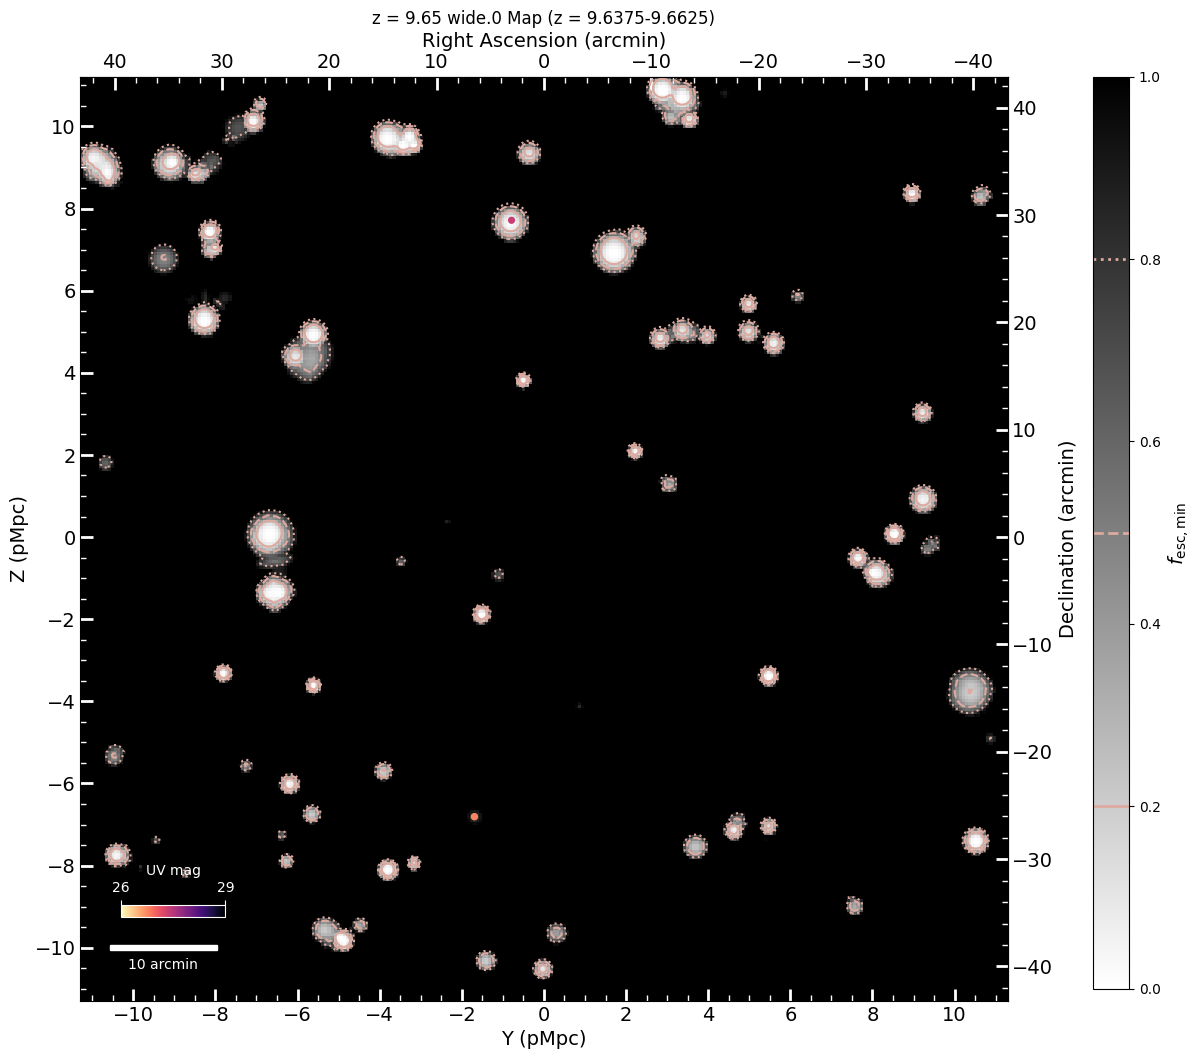 z = 9.65 wide.0 Map (z = 9.6375-9.6625)
Right Ascension (arcmin)
40 30 20 10 0 −10 −20 −30 −40
10
8
6
4
2
0
−2
−4
−6
−8
−10
Z (pMpc)
UV mag
26 29
10 arcmin
−10 −8 −6 −4 −2 0 2 4 6 8 10
Y (pMpc)
40
30
20
10
0
−10
−20
−30
−40
Declination (arcmin)
1.0
0.8
0.6
0.4
0.2
0.0
fesc, min